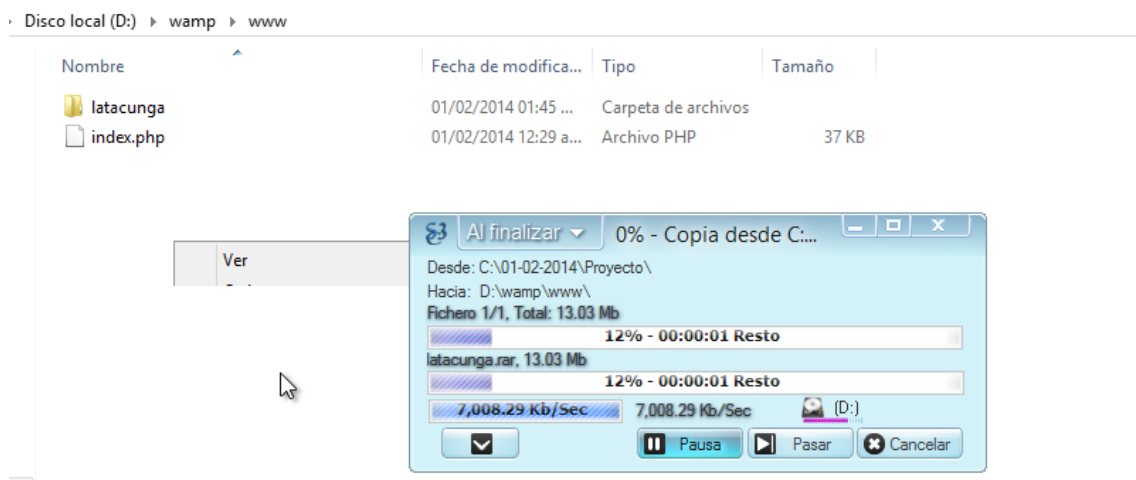 Disco local (D:) wamp www
Nombre Fecha de modifica... Tipo Tamaño
latacunga 01/02/2014 01:45 ... Carpeta de archivos
index.php 01/02/2014 12:29 a... Archivo PHP 37 KB
Ver
Al finalizar 0% - Copia desde C:...
Desde: C:\01-02-2014\Proyecto\
Hacia: D:\wamp\www\
Fichero 1/1, Total: 13.03 Mb
12% - 00:00:01 Resto
latacunga.rar, 13.03 Mb
12% - 00:00:01 Resto
7,008.29 Kb/Sec 7,008.29 Kb/Sec (D:)
Pausa Pasar Cancelar